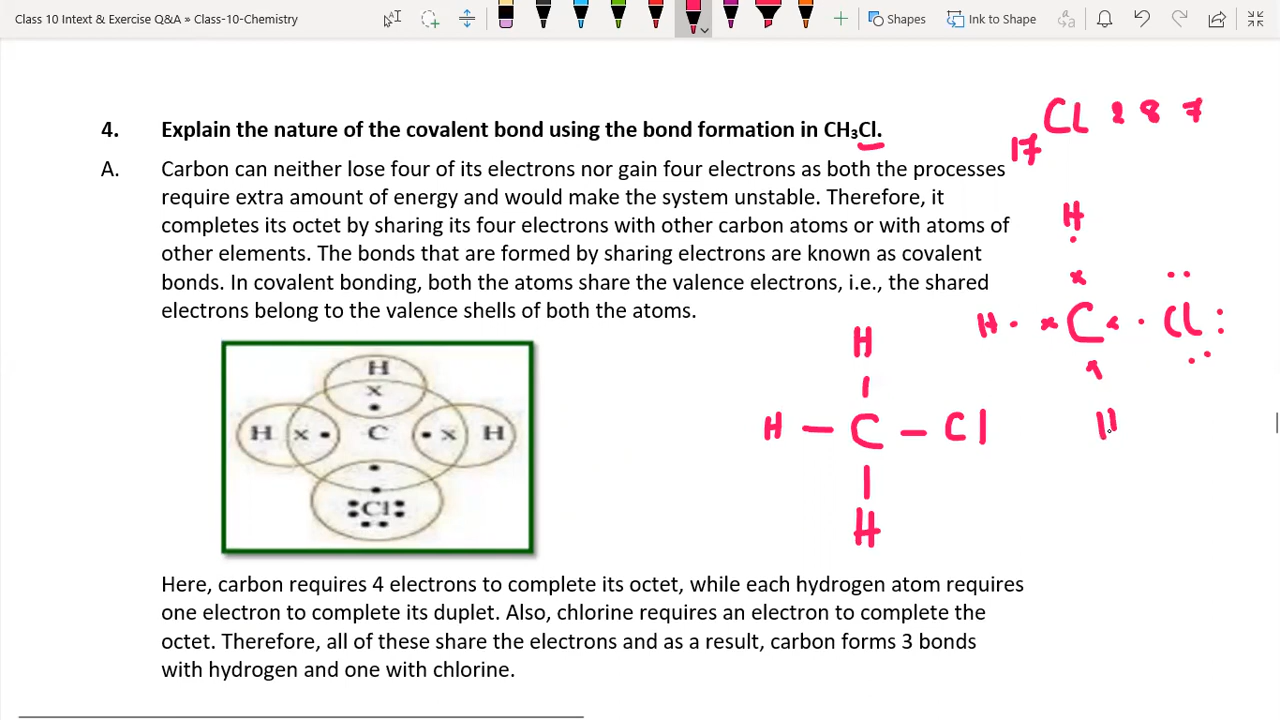 Class 10 Intext & Exercise Q&A » Class-10-Chemistry
Shapes
Ink to Shape
4. Explain the nature of the covalent bond using the bond formation in CH₃Cl.
A. Carbon can neither lose four of its electrons nor gain four electrons as both the processes
require extra amount of energy and would make the system unstable. Therefore, it
completes its octet by sharing its four electrons with other carbon atoms or with atoms of
other elements. The bonds that are formed by sharing electrons are known as covalent
bonds. In covalent bonding, both the atoms share the valence electrons, i.e., the shared
electrons belong to the valence shells of both the atoms.
Cl 2 8 7
17
H
H · x C x · Cl :
H
H – C – Cl
H
H
x
H x · C · x H
:Cl:
Here, carbon requires 4 electrons to complete its octet, while each hydrogen atom requires
one electron to complete its duplet. Also, chlorine requires an electron to complete the
octet. Therefore, all of these share the electrons and as a result, carbon forms 3 bonds
with hydrogen and one with chlorine.